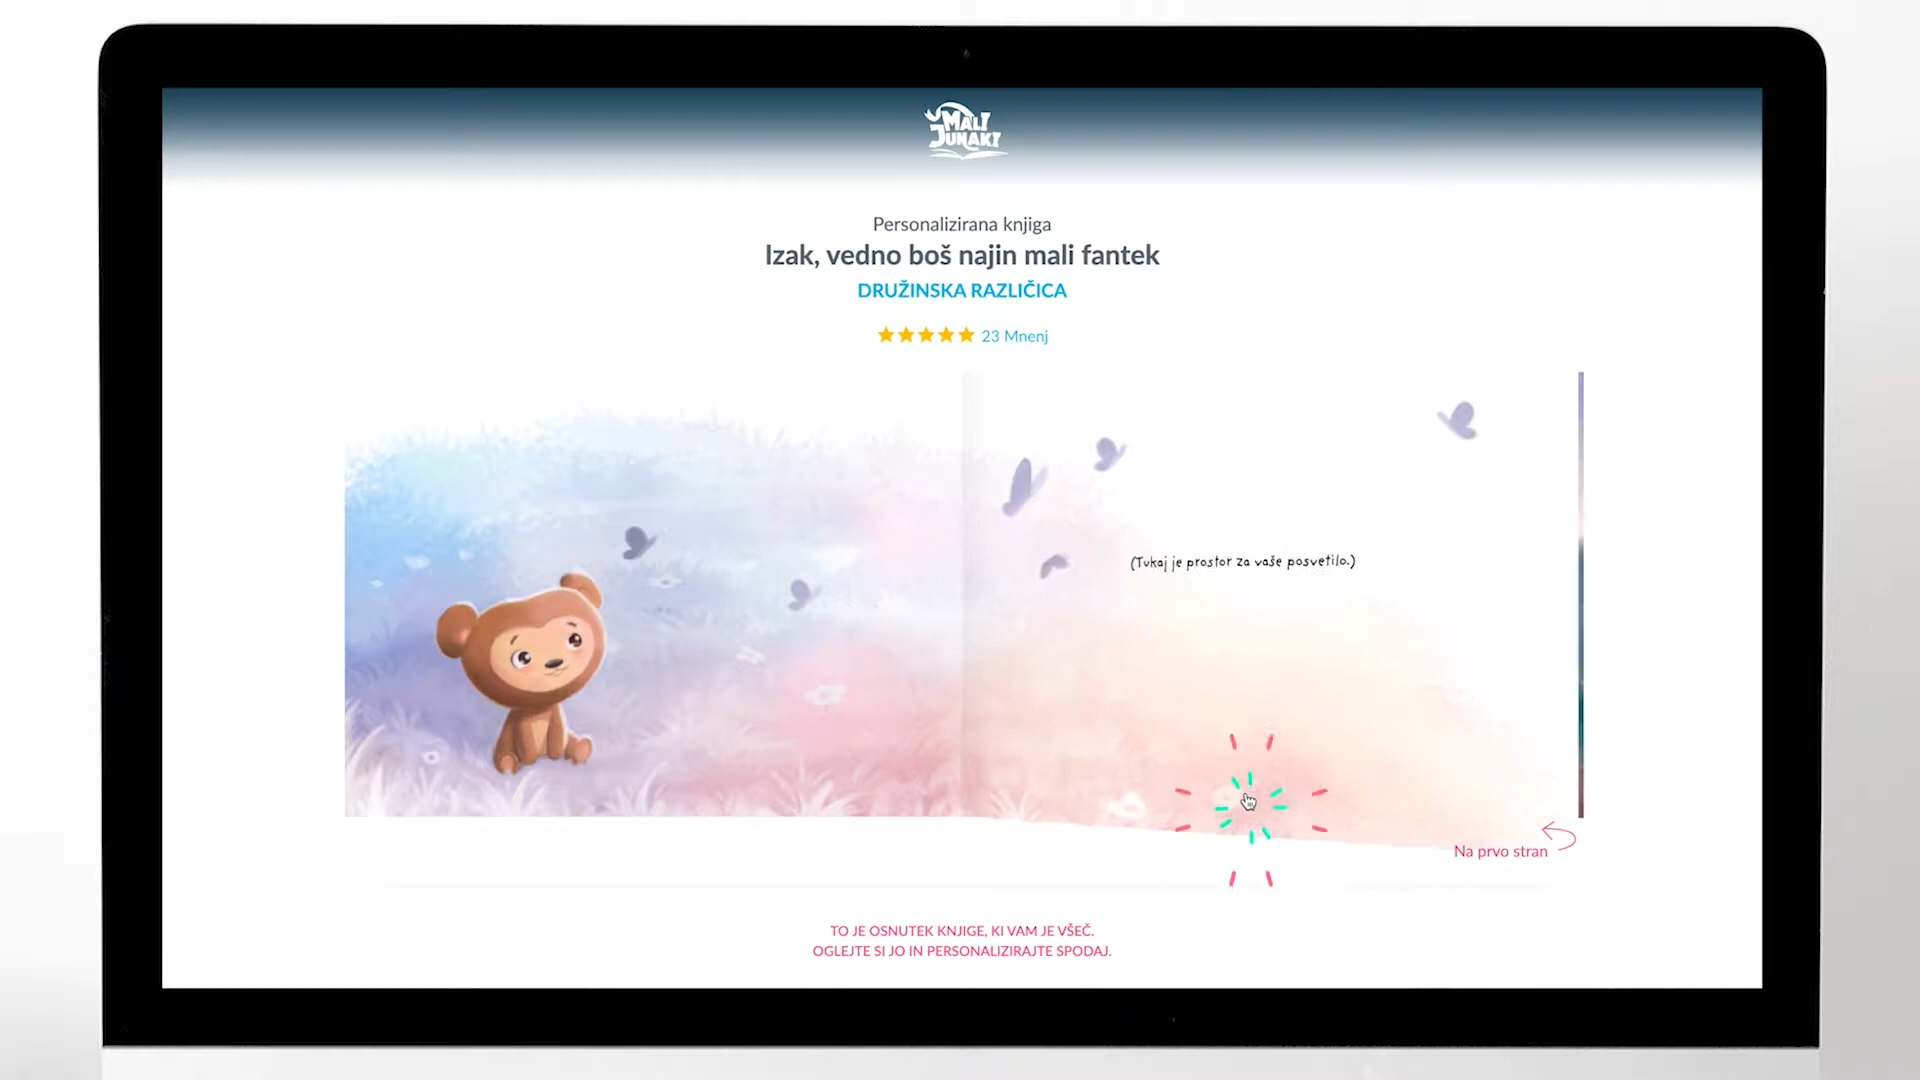 MALI
JUNAKI
Personalizirana knjiga
Izak, vedno boš najin mali fantek
DRUŽINSKA RAZLIČICA
23 Mnenj
(Tukaj je prostor za vaše posvetilo.)
Na prvo stran
TO JE OSNUTEK KNJIGE, KI VAM JE VŠEČ.
OGLEJTE SI JO IN PERSONALIZIRAJTE SPODAJ.